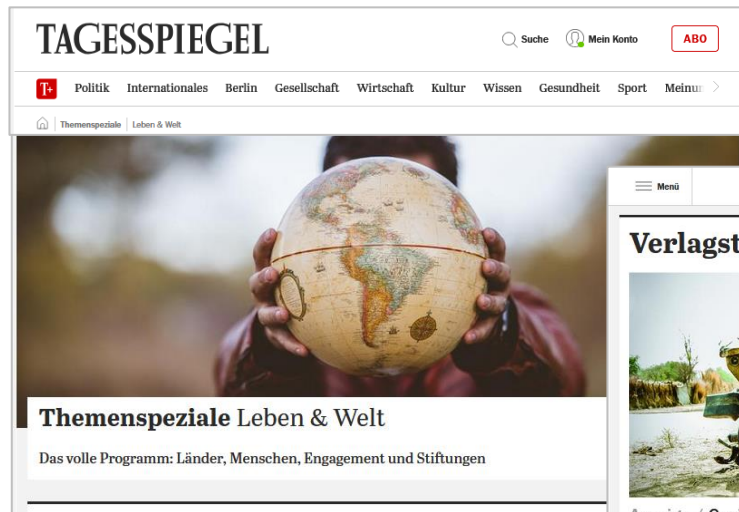 TAGESSPIEGEL
Suche
Mein Konto
ABO
T+
Politik Internationales Berlin Gesellschaft Wirtschaft Kultur Wissen Gesundheit Sport
Themenspeziale Leben & Welt
Menü
Themenspeziale Leben & Welt
Das volle Programm: Länder, Menschen, Engagement und Stiftungen